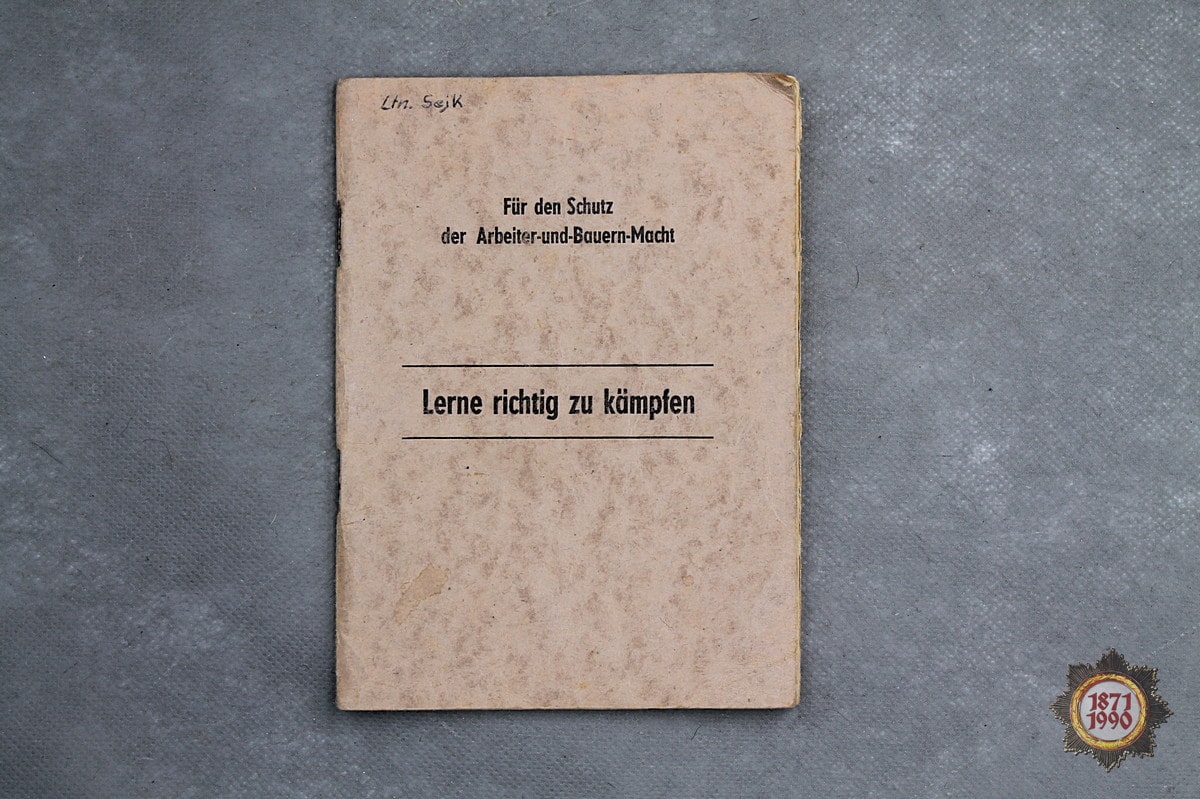 Ltn. Sejk
Für den Schutz
der Arbeiter-und-Bauern-Macht
Lerne richtig zu kämpfen
1871
1990